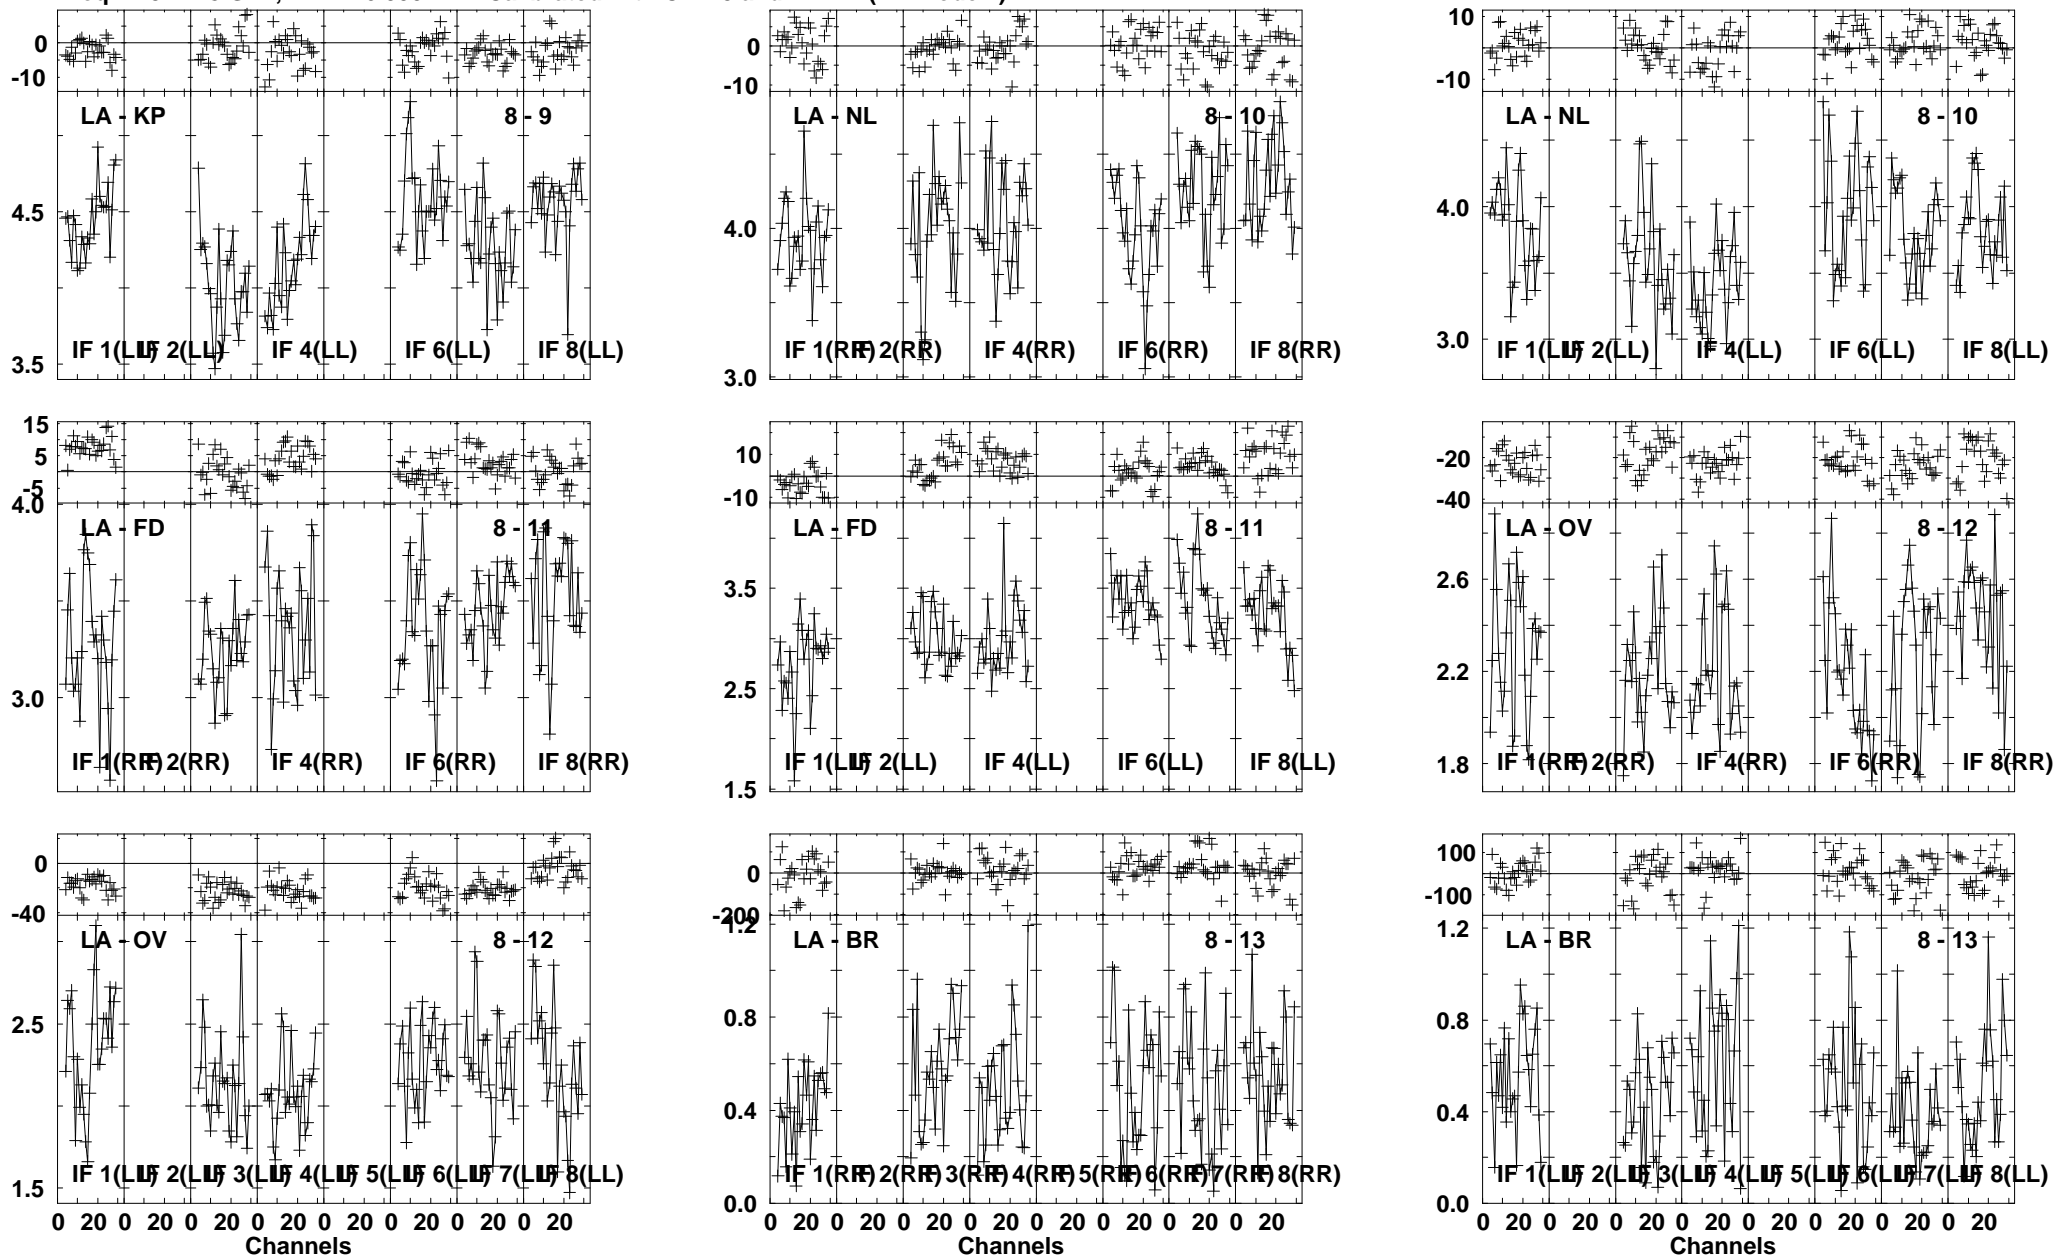 0
-10
LA - KP 8 - 9
4.5
3.5
IF 1(LL) IF 2(LL) IF 4(LL) IF 6(LL) IF 8(LL)
0
-10
LA - NL 8 - 10
4.0
3.0
IF 1(RR) IF 2(RR) IF 4(RR) IF 6(RR) IF 8(RR)
10
-10
LA - NL 8 - 10
4.0
3.0
IF 1(LL) IF 2(LL) IF 4(LL) IF 6(LL) IF 8(LL)
15
5
-5
4.0
LA - FD 8 - 11
3.0
IF 1(RR) IF 2(RR) IF 4(RR) IF 6(RR) IF 8(RR)
10
-10
LA - FD 8 - 11
3.5
2.5
1.5
IF 1(LL) IF 2(LL) IF 4(LL) IF 6(LL) IF 8(LL)
-20
-40
LA - OV 8 - 12
2.6
2.2
1.8
IF 1(RR) IF 2(RR) IF 4(RR) IF 6(RR) IF 8(RR)
0
-40
LA - OV 8 - 12
2.5
1.5
IF 1(LL) IF 2(LL) IF 3(LL) IF 4(LL) IF 5(LL) IF 6(LL) IF 7(LL) IF 8(LL)
0 20 0 0 20 0 20 0 0 20 0 20 0 20
Channels
0
-200
1.2
LA - BR 8 - 13
0.8
0.4
0.0
IF 1(RR) IF 2(RR) IF 3(RR) IF 4(RR) IF 5(RR) IF 6(RR) IF 7(RR) IF 8(RR)
0 20 0 0 20 0 20 0 0 20 0 20 0 20
Channels
100
-100
LA - BR 8 - 13
1.2
0.8
0.4
0.0
IF 1(LL) IF 2(LL) IF 3(LL) IF 4(LL) IF 5(LL) IF 6(LL) IF 7(LL) IF 8(LL)
0 20 0 0 20 0 20 0 0 20 0 20 0 20
Channels